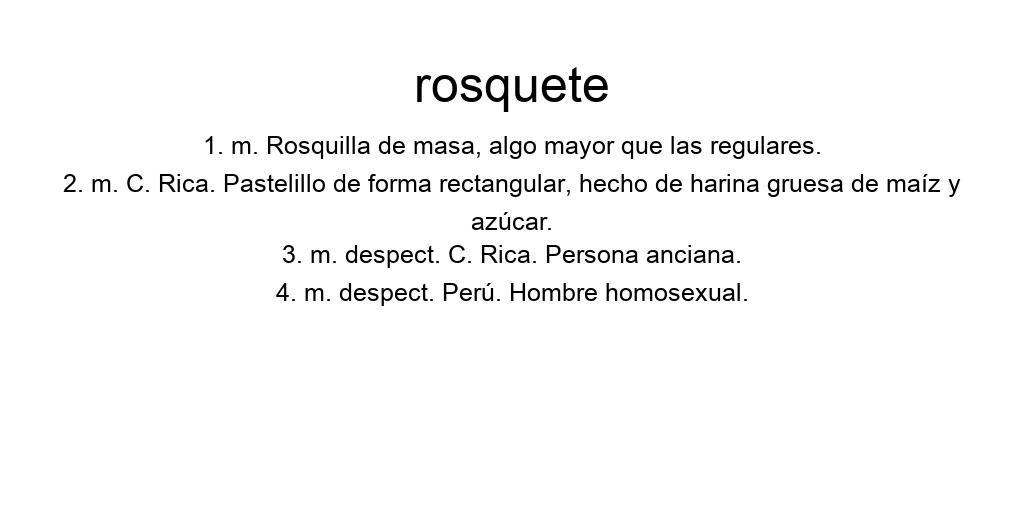 rosquete
1. m. Rosquilla de masa, algo mayor que las regulares.
2. m. C. Rica. Pastelillo de forma rectangular, hecho de harina gruesa de maíz y
azúcar.
3. m. despect. C. Rica. Persona anciana.
4. m. despect. Perú. Hombre homosexual.